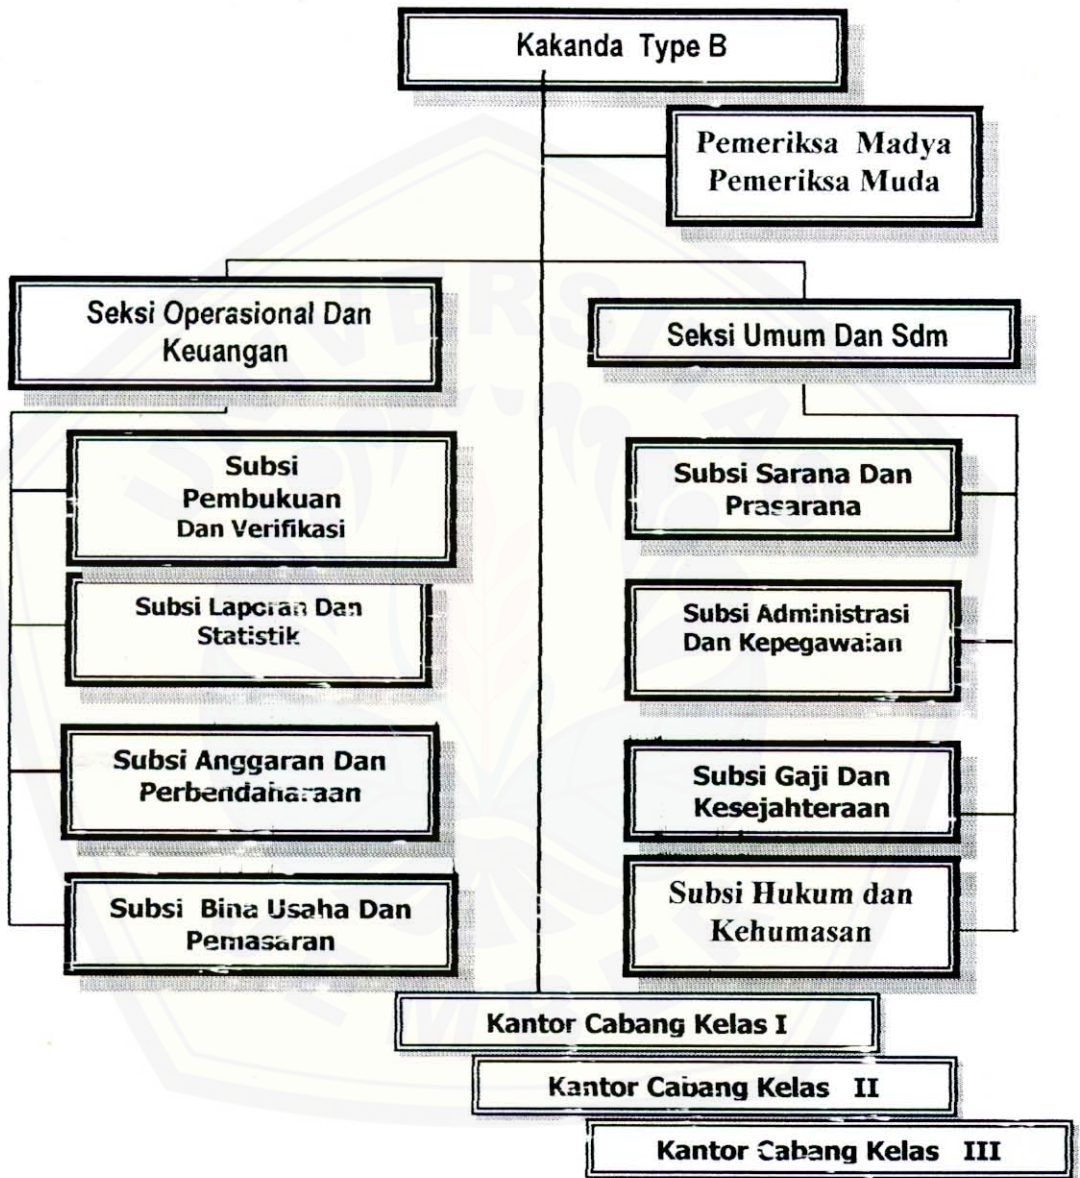 Kakanda Type B
Pemeriksa Madya
Pemeriksa Muda
Seksi Operasional Dan
Keuangan
Seksi Umum Dan Sdm
Subsi
Pembukuan
Dan Verifikasi
Subsi Laporan Dan
Statistik
Subsi Anggaran Dan
Perbendaharaan
Subsi Bina Usaha Dan
Pemasaran
Subsi Sarana Dan
Prasarana
Subsi Administrasi
Dan Kepegawaian
Subsi Gaji Dan
Kesejahteraan
Subsi Hukum dan
Kehumasan
Kantor Cabang Kelas I
Kantor Cabang Kelas II
Kantor Cabang Kelas III
UNIVERSITAS
JEMBER